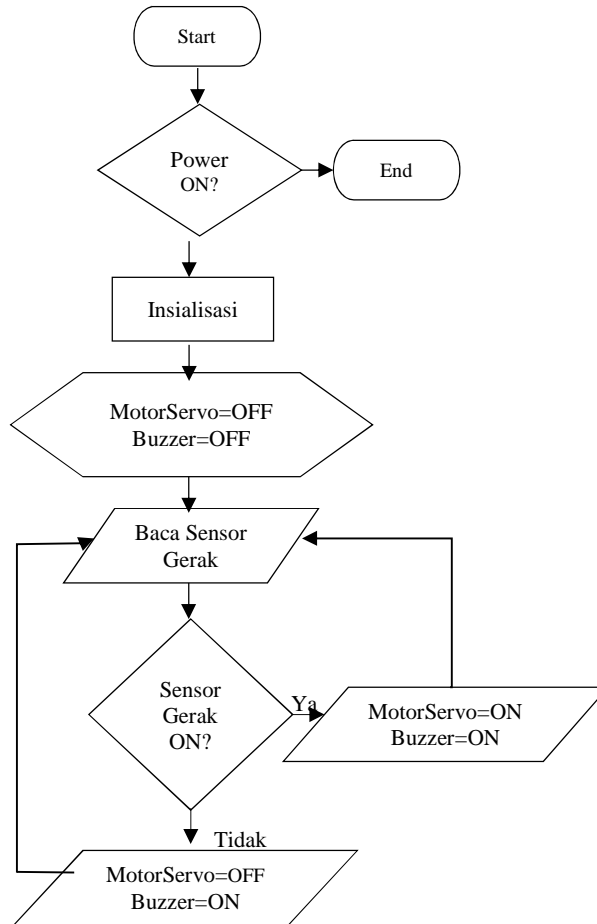 Start
Power
ON?
End
Insialisasi
MotorServo=OFF
Buzzer=OFF
Baca Sensor
Gerak
Sensor
Gerak
ON?
Ya
MotorServo=ON
Buzzer=ON
Tidak
MotorServo=OFF
Buzzer=ON